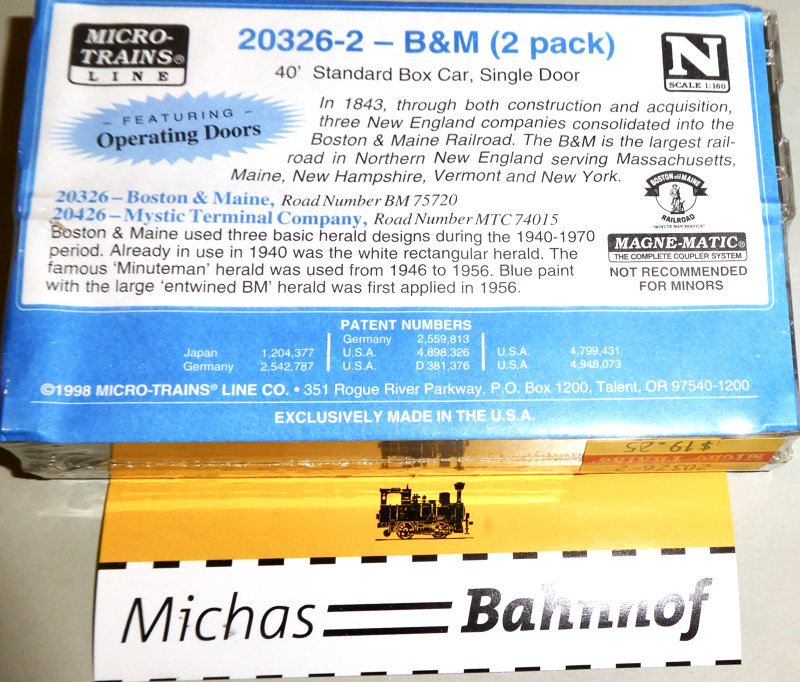 MICRO-
TRAINS®
LINE
20326-2 – B&M (2 pack)
40' Standard Box Car, Single Door
N
SCALE 1:160
– FEATURING –
Operating Doors
In 1843, through both construction and acquisition,
three New England companies consolidated into the
Boston & Maine Railroad. The B&M is the largest rail-
road in Northern New England serving Massachusetts,
Maine, New Hampshire, Vermont and New York.
20326–Boston & Maine, Road Number BM 75720
20426–Mystic Terminal Company, Road Number MTC 74015
Boston & Maine used three basic herald designs during the 1940-1970
period. Already in use in 1940 was the white rectangular herald. The
famous 'Minuteman' herald was used from 1946 to 1956. Blue paint
with the large 'entwined BM' herald was first applied in 1956.
BOSTON and MAINE
RAILROAD
"MINUTE MAN SERVICE"
MAGNE-MATIC®
THE COMPLETE COUPLER SYSTEM
NOT RECOMMENDED
FOR MINORS
PATENT NUMBERS
Germany 2,559,813
Japan 1,204,377 U.S.A. 4,898,326 U.S.A. 4,799,431
Germany 2,542,787 U.S.A. D 381,376 U.S.A. 4,948,073
©1998 MICRO-TRAINS® LINE CO. • 351 Rogue River Parkway, P.O. Box 1200, Talent, OR 97540-1200
EXCLUSIVELY MADE IN THE U.S.A.
$19.25
Michas Bahnhof